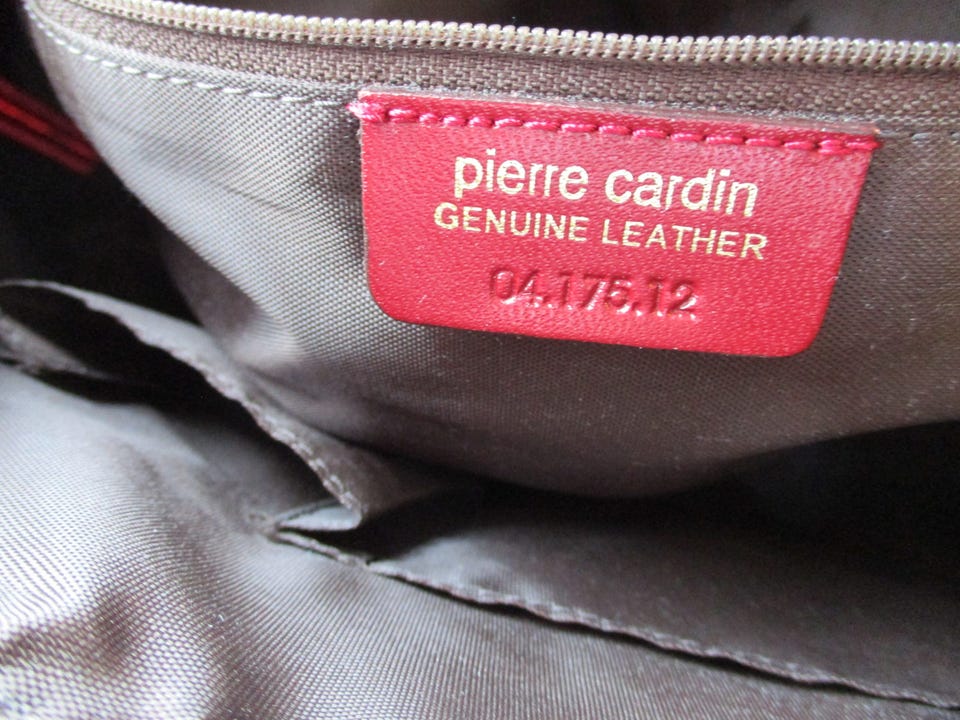 pierre cardin
GENUINE LEATHER
04.175.12